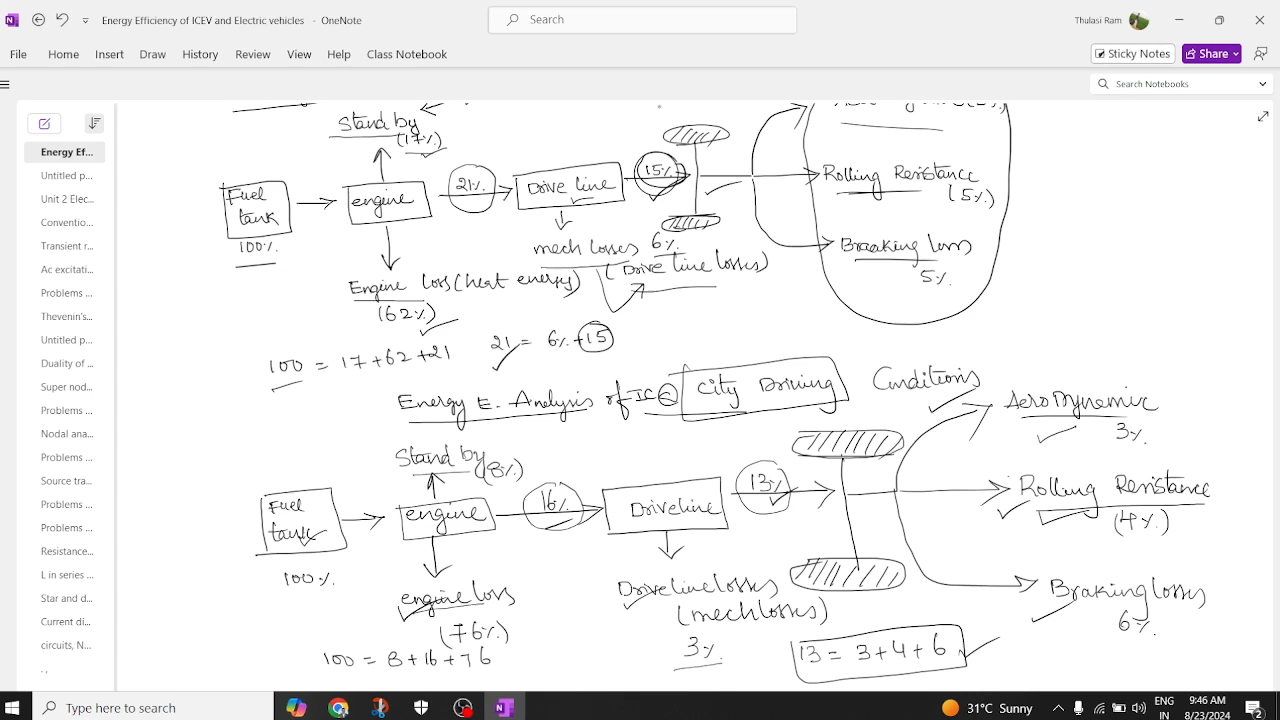 Energy Efficiency of ICEV and Electric vehicles - OneNote
Search
Thulasi Ram
File Home Insert Draw History Review View Help Class Notebook
Sticky Notes Share
Search Notebooks
Energy Ef...
Untitled p...
Unit 2 Elec...
Conventio...
Transient r...
Ac excitati...
Problems ...
Thevenin's...
Untitled p...
Duality of ...
Super nod...
Problems ...
Nodal ana...
Problems ...
Source tra...
Problems ...
Problems ...
Resistance...
L in series ...
Star and d...
Current di...
circuits, N...
Stand by
(17%)
Fuel tank
100%
engine
21%
Drive line
15%
Rolling Resistance
(5%)
Braaking loss
5%
mech losses 6%
(Drive line losses)
Engine loss (heat energy)
(62%)
100 = 17+62+21
21 = 6%+15
Energy E. Analysis of IC @ City Driving Conditions
Stand by (8%)
Fuel tank
100%
engine
16%
Driveline
13%
AeroDynamic
3%
Rolling Resistance
(4%)
Braking losses
6%
engine loss
(76%)
100 = 8+16+76
Driveline losses
(mech losses)
3%
13 = 3+4+6
Type here to search
31°C Sunny
ENG
IN
9:46 AM
8/23/2024
2